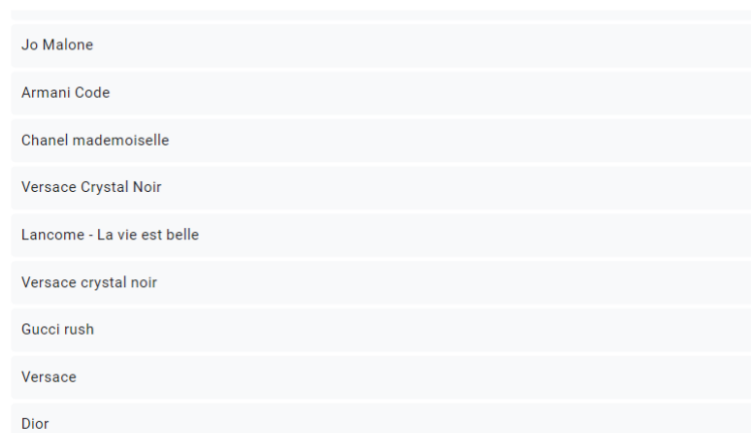 Jo Malone
Armani Code
Chanel mademoiselle
Versace Crystal Noir
Lancome - La vie est belle
Versace crystal noir
Gucci rush
Versace
Dior